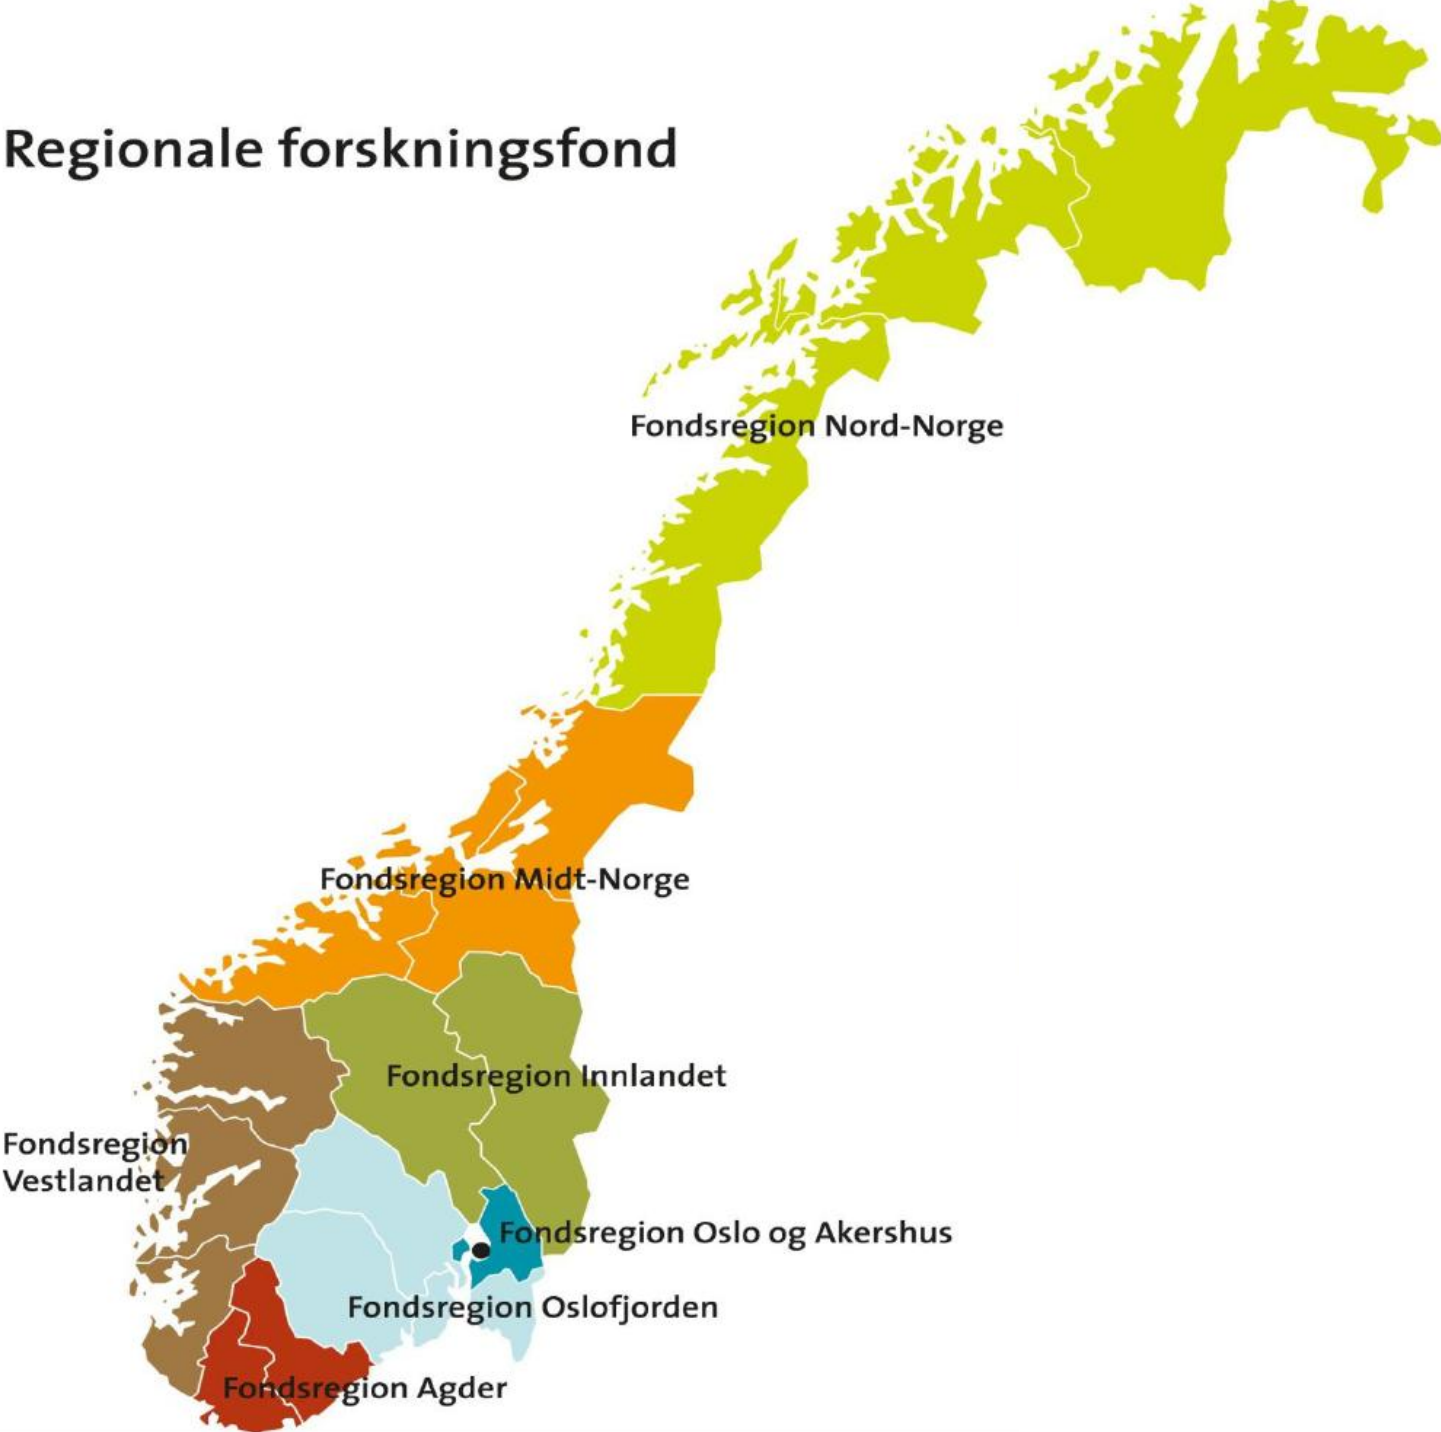 Regionale forskningsfond
Fondsregion Nord-Norge
Fondsregion Midt-Norge
Fondsregion Innlandet
Fondsregion
Vestlandet
Fondsregion Oslo og Akershus
Fondsregion Oslofjorden
Fondsregion Agder